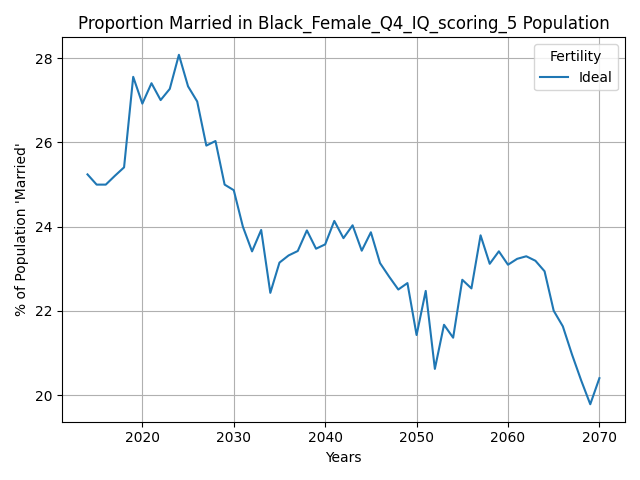 Proportion Married in Black_Female_Q4_IQ_scoring_5 Population
Fertility
Ideal
% of Population 'Married'
28
26
24
22
20
2020 2030 2040 2050 2060 2070
Years